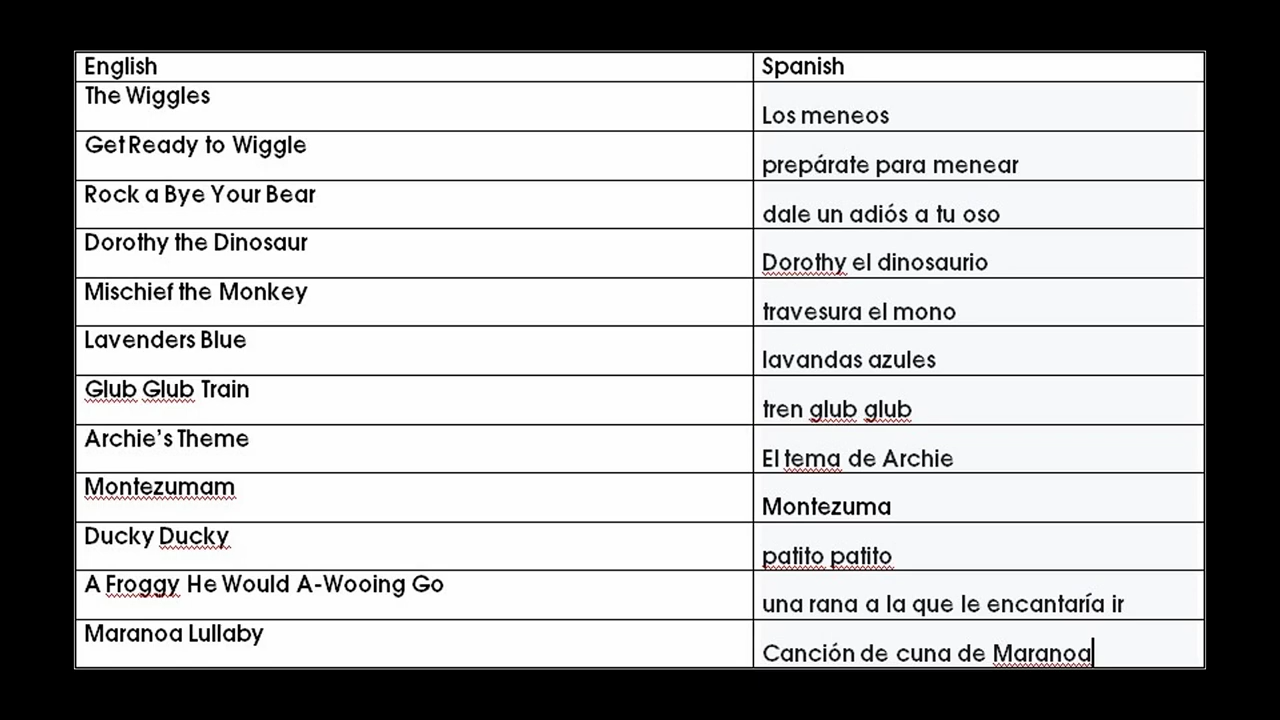 English
Spanish
The Wiggles
Los meneos
Get Ready to Wiggle
prepárate para menear
Rock a Bye Your Bear
dale un adiós a tu oso
Dorothy the Dinosaur
Dorothy el dinosaurio
Mischief the Monkey
travesura el mono
Lavenders Blue
lavandas azules
Glub Glub Train
tren glub glub
Archie's Theme
El tema de Archie
Montezumam
Montezuma
Ducky Ducky
patito patito
A Froggy He Would A-Wooing Go
una rana a la que le encantaría ir
Maranoa Lullaby
Canción de cuna de Maranoa